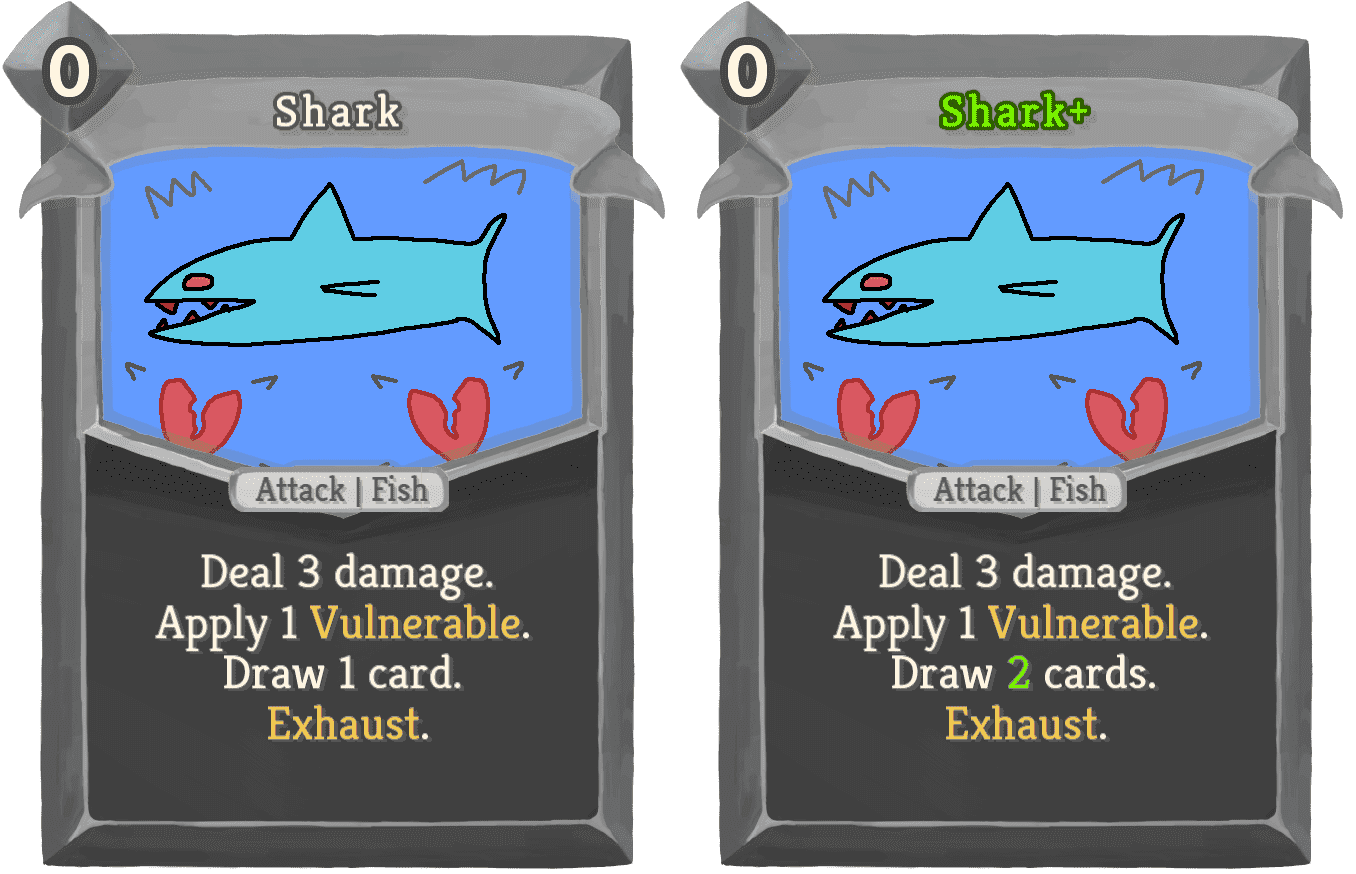 0
Shark
Attack | Fish
Deal 3 damage.
Apply 1 Vulnerable.
Draw 1 card.
Exhaust.
0
Shark+
Attack | Fish
Deal 3 damage.
Apply 1 Vulnerable.
Draw 2 cards.
Exhaust.